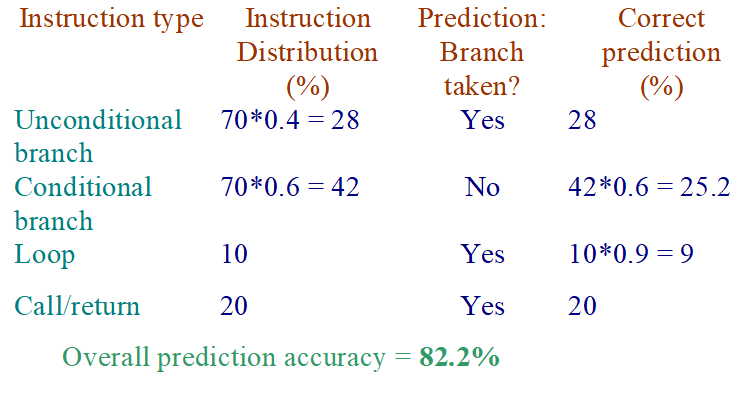 Instruction type Instruction Prediction: Correct
Distribution Branch prediction
(%) taken? (%)
Unconditional 70*0.4 = 28 Yes 28
branch
Conditional 70*0.6 = 42 No 42*0.6 = 25.2
branch
Loop 10 Yes 10*0.9 = 9
Call/return 20 Yes 20
Overall prediction accuracy = 82.2%